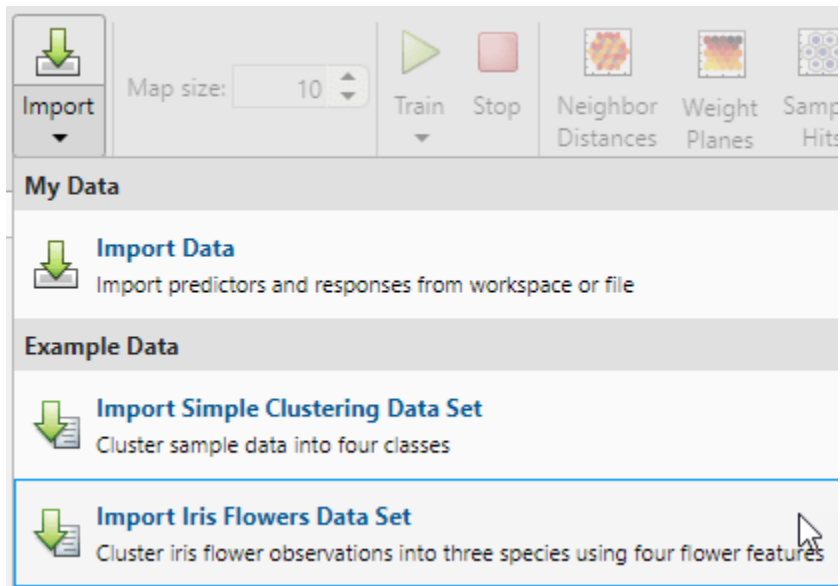 Map size: 10
Import
Train
Stop
Neighbor
Distances
Weight
Planes
Hits
My Data
Import Data
Import predictors and responses from workspace or file
Example Data
Import Simple Clustering Data Set
Cluster sample data into four classes
Import Iris Flowers Data Set
Cluster iris flower observations into three species using four flower features